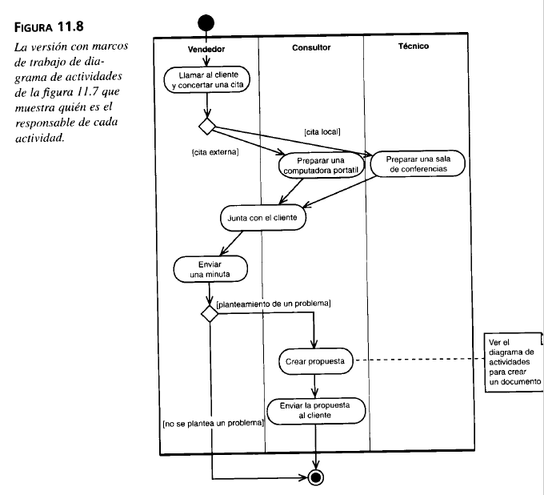 FIGURA 11.8
La versión con marcos
de trabajo de dia-
grama de actividades
de la figura 11.7 que
muestra quién es el
responsable de cada
actividad.
Vendedor
Consultor
Técnico
Llamar al cliente
y concertar una cita
[cita local]
[cita externa]
Preparar una
computadora portatil
Preparar una sala
de conferencias
Junta con el cliente
Enviar
una minuta
[planteamiento de un problema]
Crear propuesta
Ver el
diagrama de
actividades
para crear
un documento
Enviar la propuesta
al cliente
[no se plantea un problema]